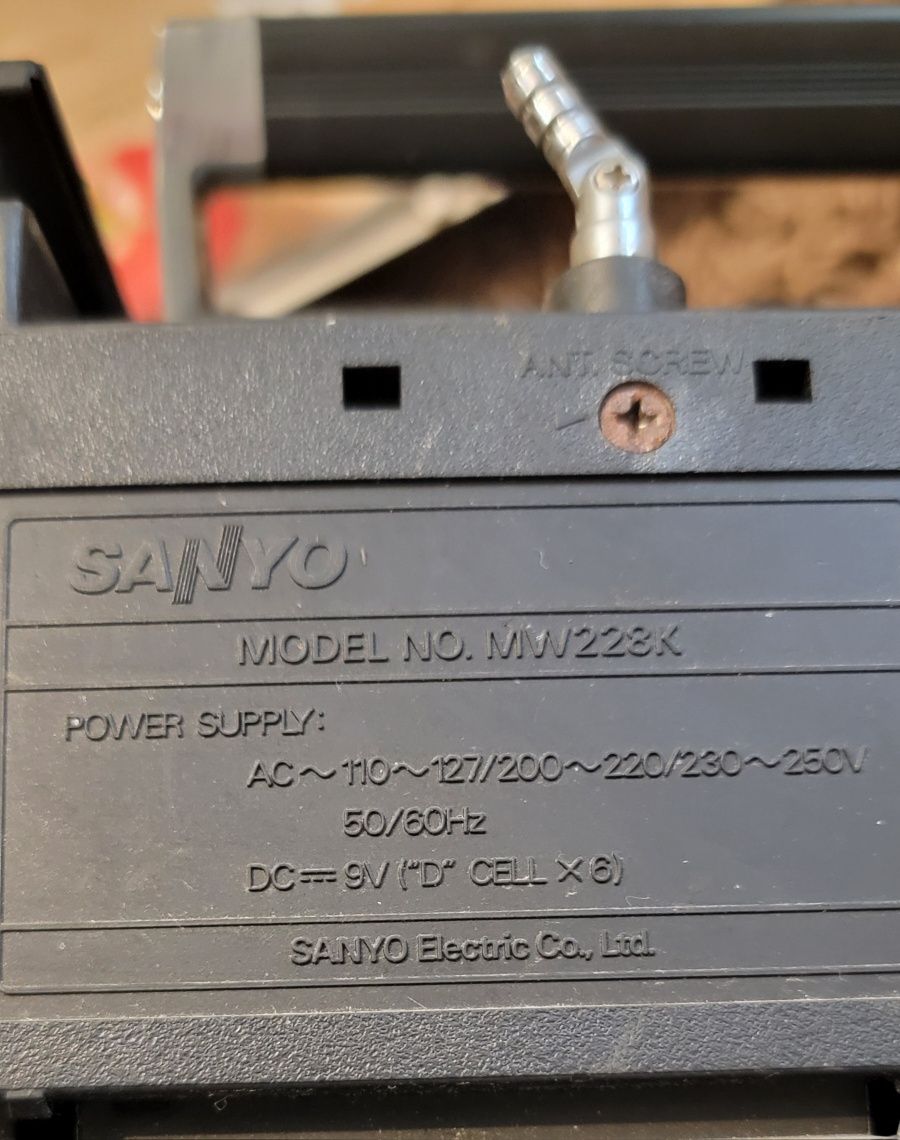 ANT. SCREW
SANYO
MODEL NO. MW228K
POWER SUPPLY:
AC～110～127/200～220/230～250V
50/60Hz
DC⎓9V ("D" CELL × 6)
SANYO Electric Co., Ltd.